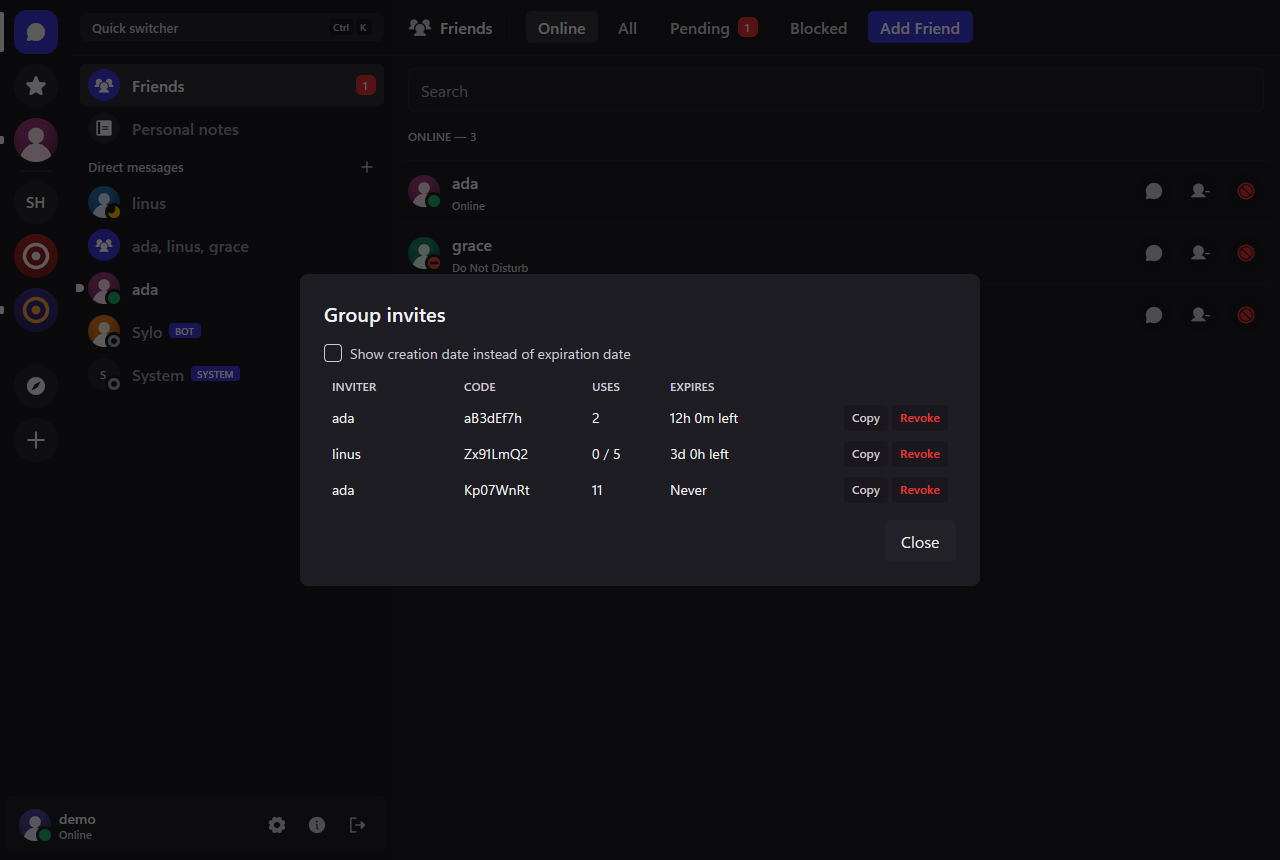 Quick switcher Ctrl K
Friends Online All Pending 1 Blocked Add Friend
Friends 1
Search
Personal notes
ONLINE — 3
Direct messages
ada
Online
linus
grace
Do Not Disturb
ada, linus, grace
ada
Sylo BOT
S System SYSTEM
SH
Group invites
Show creation date instead of expiration date
INVITER CODE USES EXPIRES
ada aB3dEf7h 2 12h 0m left Copy Revoke
linus Zx91LmQ2 0 / 5 3d 0h left Copy Revoke
ada Kp07WnRt 11 Never Copy Revoke
Close
demo
Online